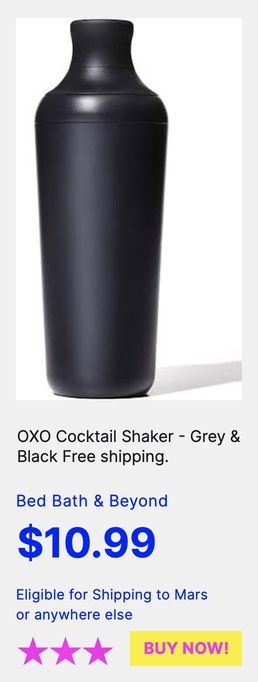 OXO Cocktail Shaker - Grey &
Black Free shipping.
Bed Bath & Beyond
$10.99
Eligible for Shipping to Mars
or anywhere else
BUY NOW!